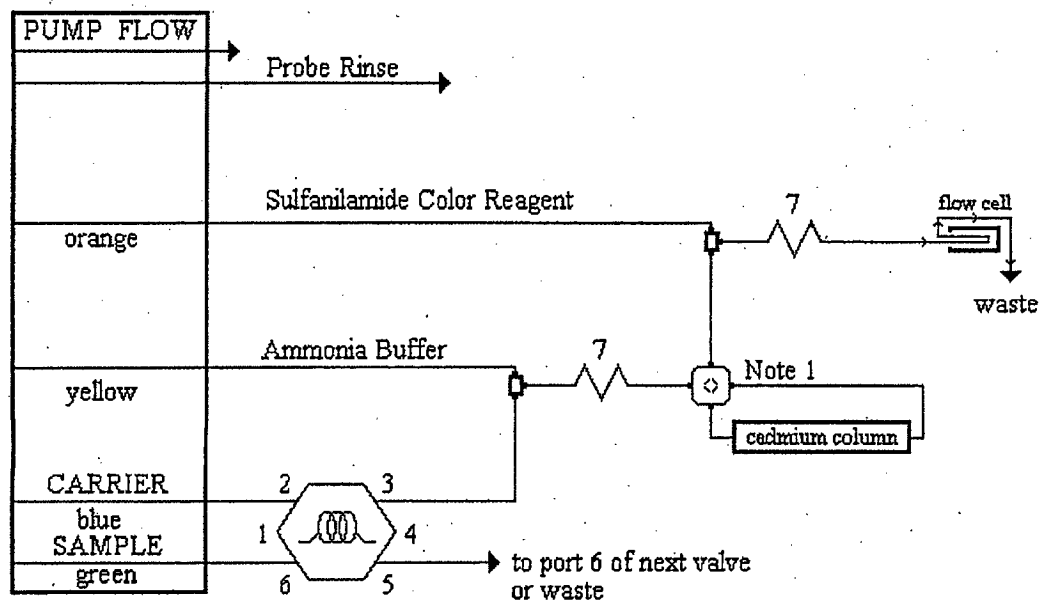 PUMP FLOW
Probe Rinse
Sulfanilamide Color Reagent
orange
7
flow cell
waste
Ammonia Buffer
yellow
7
Note 1
cadmium column
CARRIER
blue
SAMPLE
green
2
3
1
4
6
5
to port 6 of next valve
or waste